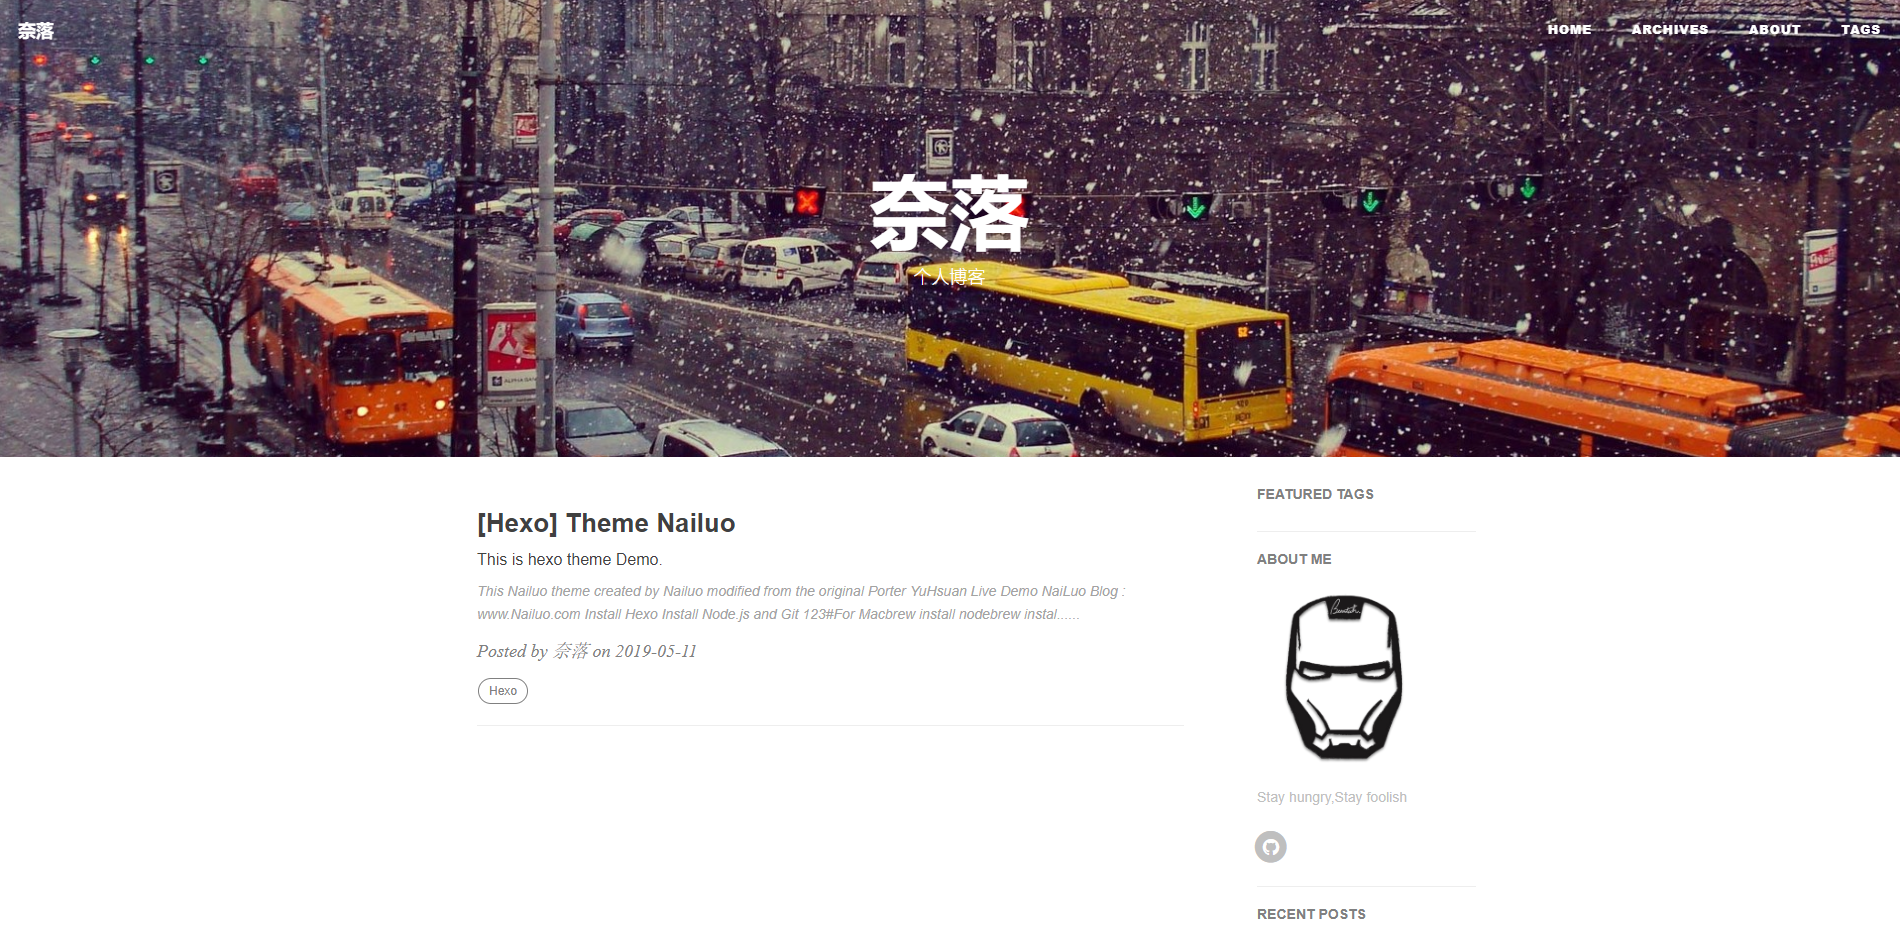 奈落
HOME ARCHIVES ABOUT TAGS
奈落
个人博客
ALPHA BANK
52
[Hexo] Theme Nailuo
This is hexo theme Demo.
This Nailuo theme created by Nailuo modified from the original Porter YuHsuan Live Demo NaiLuo Blog :
www.Nailuo.com Install Hexo Install Node.js and Git 123#For Macbrew install nodebrew instal......
Posted by 奈落 on 2019-05-11
Hexo
FEATURED TAGS
ABOUT ME
Stay hungry,Stay foolish
RECENT POSTS